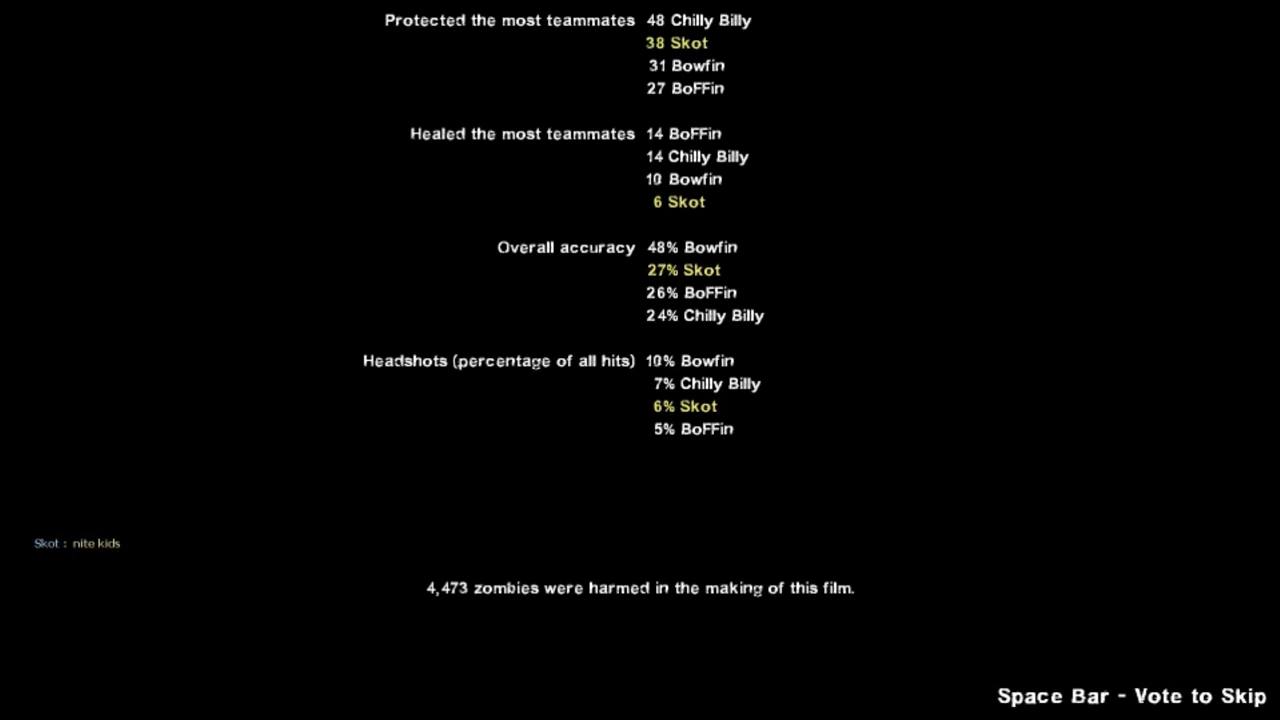 Protected the most teammates 48 Chilly Billy
38 Skot
31 Bowfin
27 BoFFin
Healed the most teammates 14 BoFFin
14 Chilly Billy
10 Bowfin
6 Skot
Overall accuracy 48% Bowfin
27% Skot
26% BoFFin
24% Chilly Billy
Headshots (percentage of all hits) 10% Bowfin
7% Chilly Billy
6% Skot
5% BoFFin
Skot : nite kids
4,473 zombies were harmed in the making of this film.
Space Bar - Vote to Skip